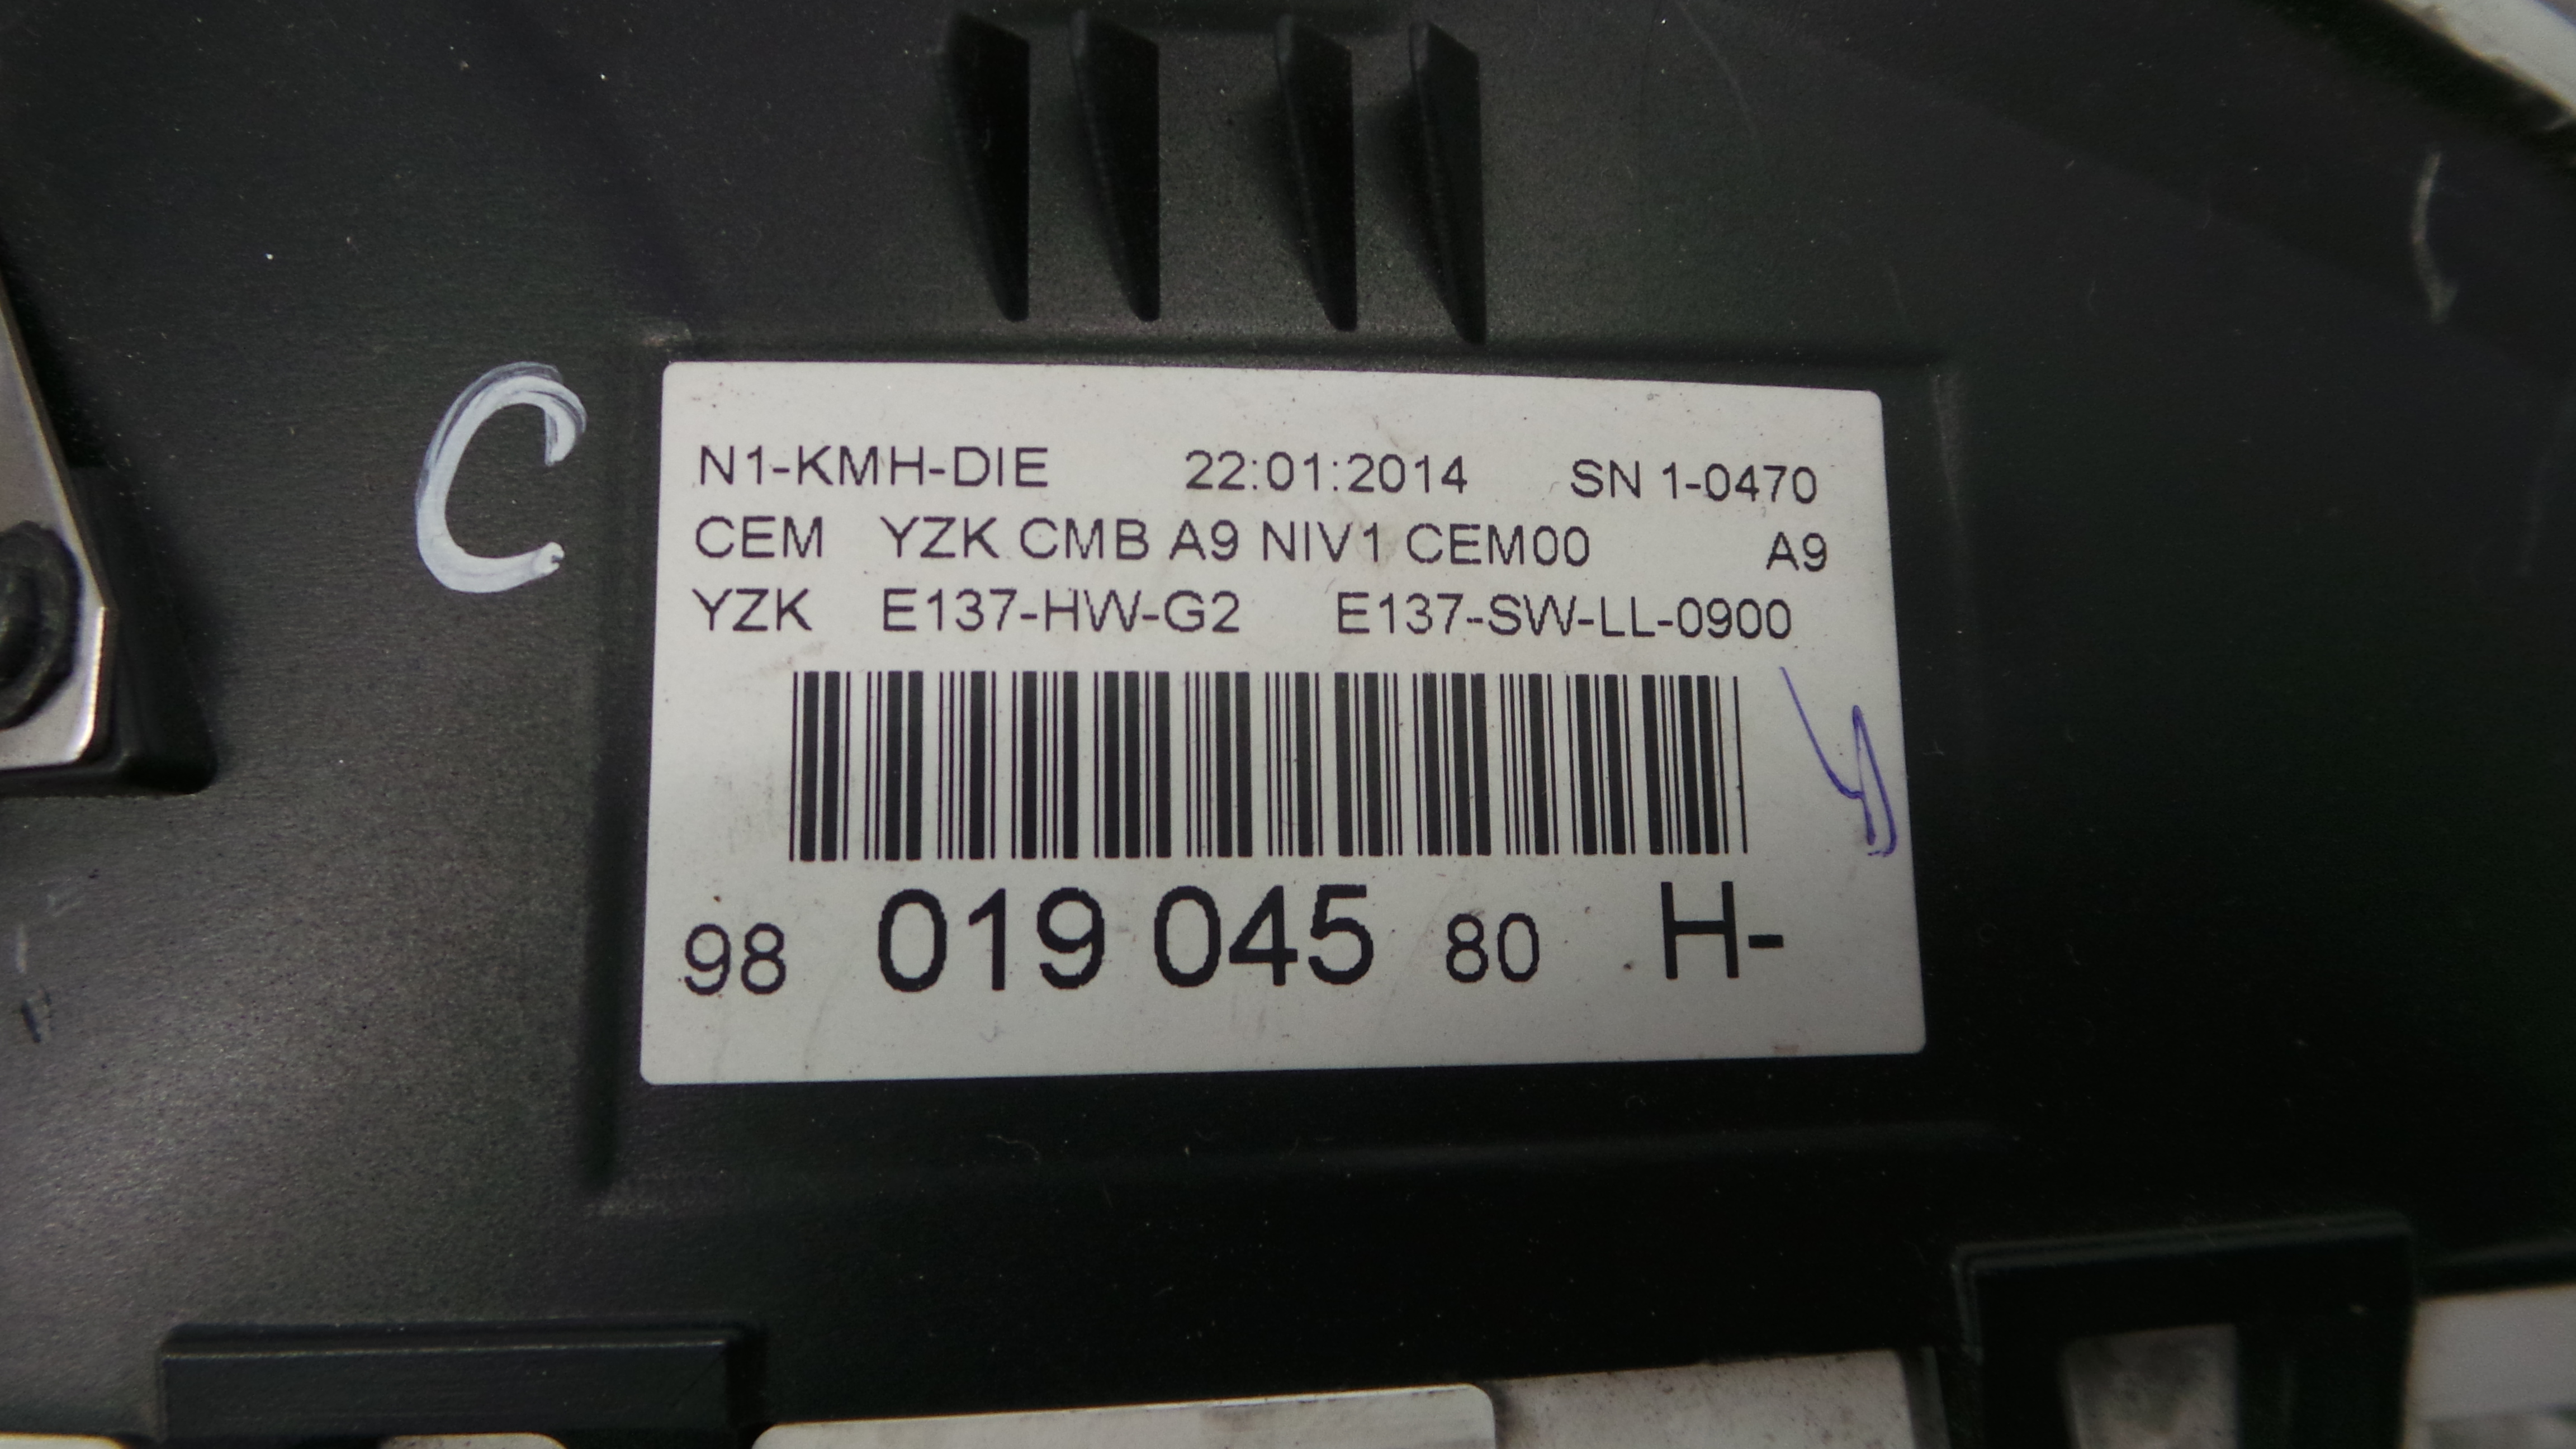 C
N1-KMH-DIE 22:01:2014 SN 1-0470
CEM YZK CMB A9 NIV1 CEM00 A9
YZK E137-HW-G2 E137-SW-LL-0900
98 019 045 80 H-